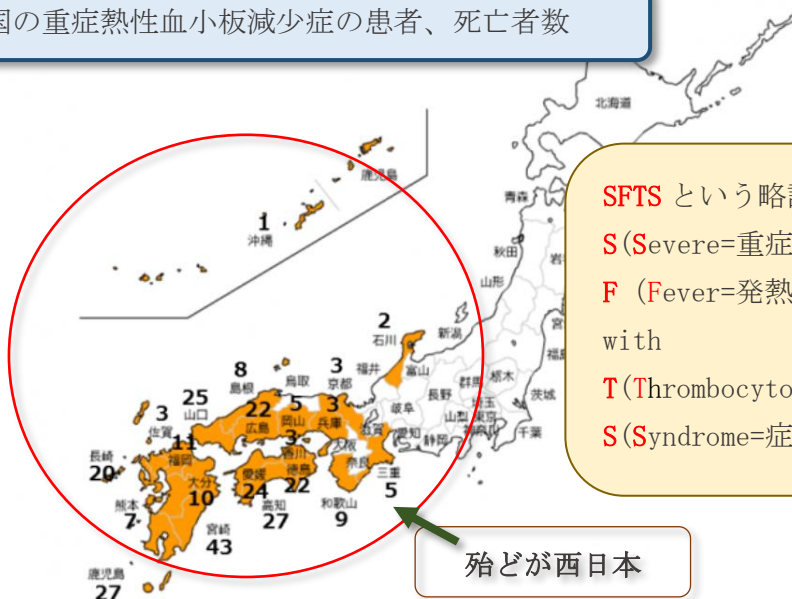 国の重症熱性血小板減少症の患者、死亡者数
北海道
鹿児島
青森
1
沖縄
秋田
岩
山形
宮
福島
SFTS という略
S(Severe=重症
F (Fever=発熱
with
T(Thrombocyto
S(Syndrome=症
2
石川
新潟
福井
富山
8
島根
鳥取
3
京都
群馬
栃木
長野
埼玉
茨城
25
山口
22
広島
5
岡山
3
兵庫
岐阜
山梨
東京
神奈川
千葉
3
佐賀
滋賀
愛知
静岡
11
福岡
3
香川
大阪
奈良
長崎
20
大分
10
愛媛
24
徳島
22
三重
5
熊本
7
高知
27
和歌山
9
宮崎
43
殆どが西日本
鹿児島
27